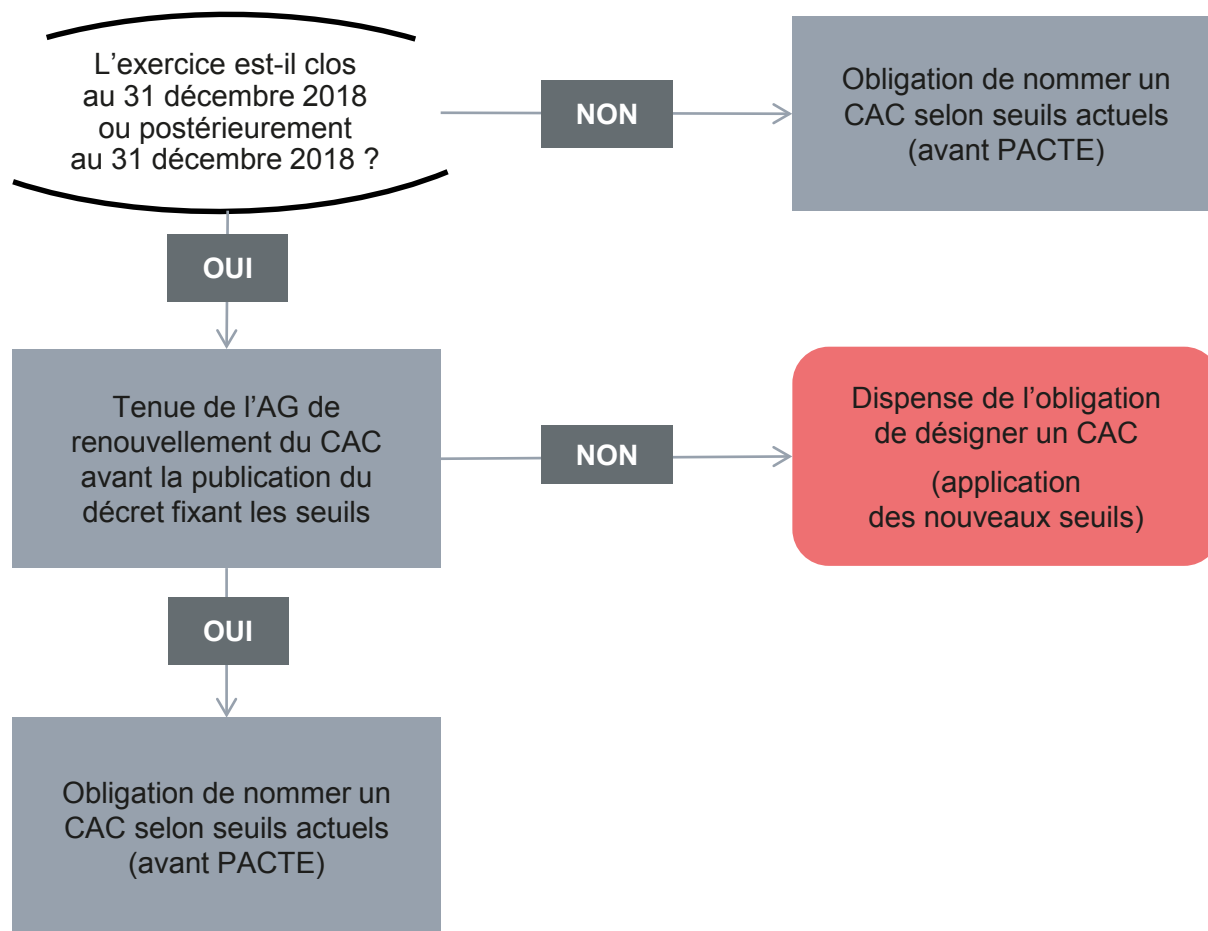 L’exercice est-il clos
au 31 décembre 2018
ou postérieurement
au 31 décembre 2018 ?
NON
Obligation de nommer un
CAC selon seuils actuels
(avant PACTE)
OUI
Tenue de l’AG de
renouvellement du CAC
avant la publication du
décret fixant les seuils
NON
Dispense de l’obligation
de désigner un CAC
(application
des nouveaux seuils)
OUI
Obligation de nommer un
CAC selon seuils actuels
(avant PACTE)